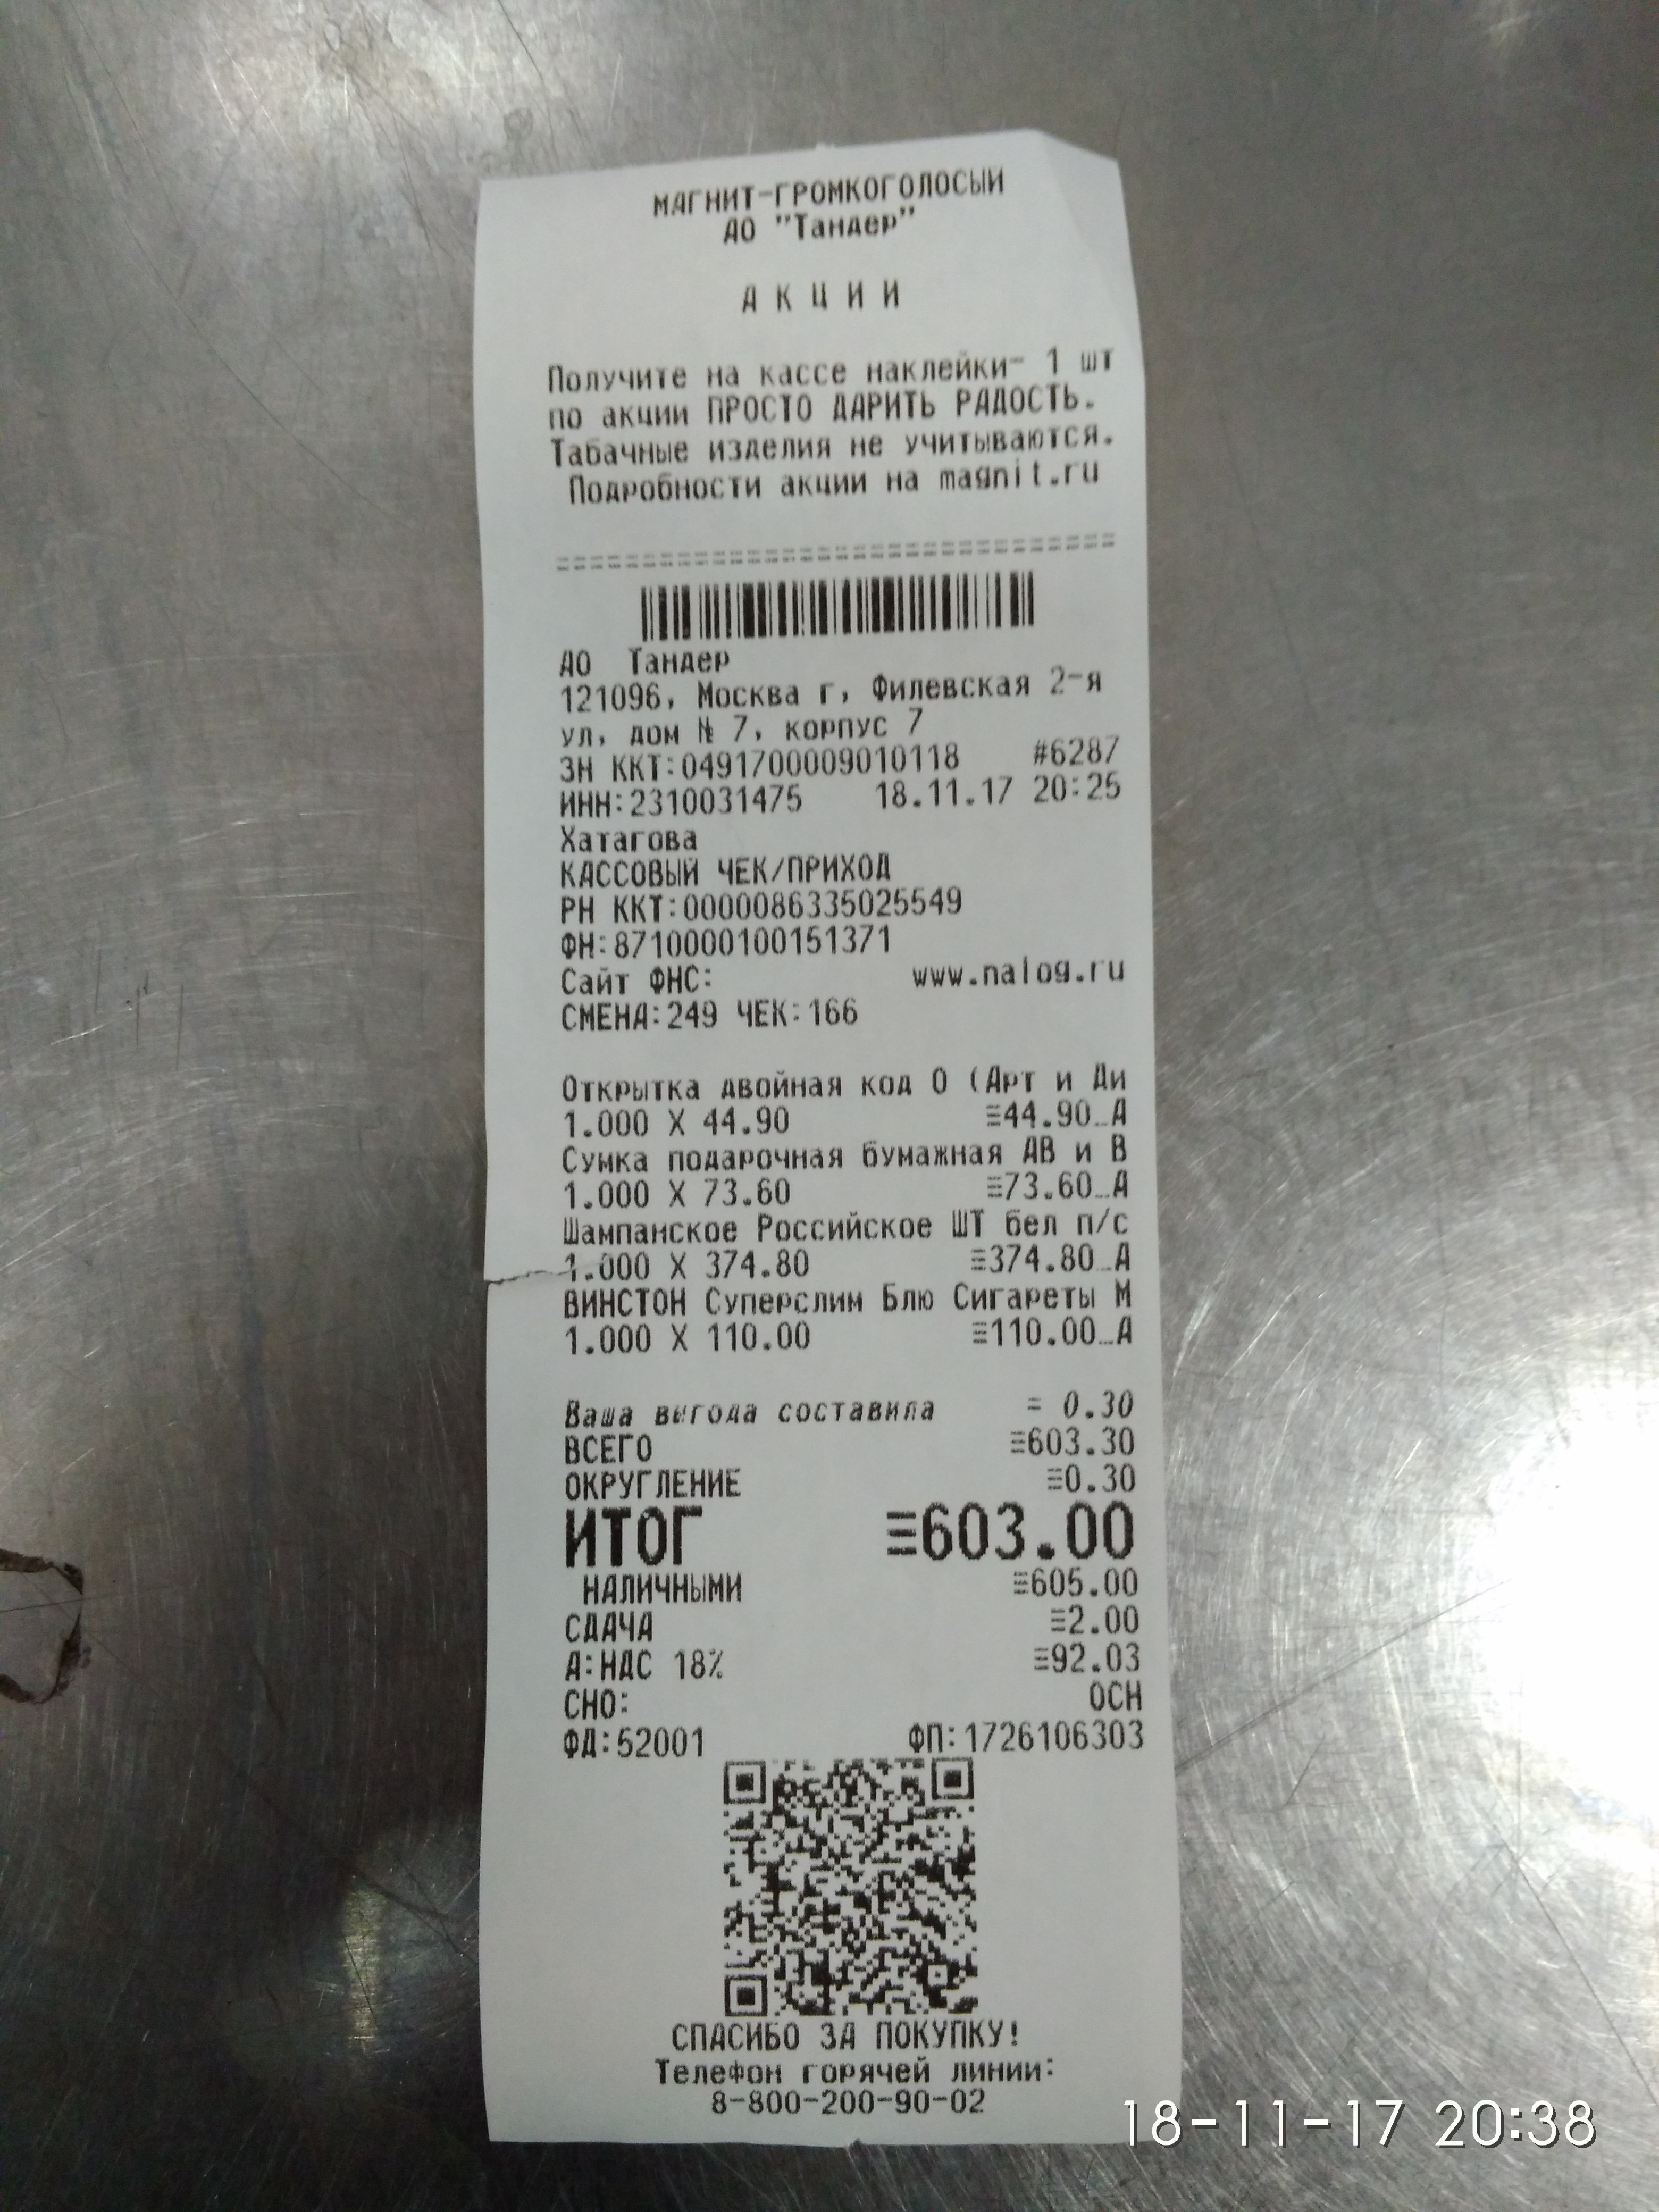 МАГНИТ-ГРОМКОГОЛОСЫЙ
АО "Тандер"
А К Ц И И
Получите на кассе наклейки- 1 шт
по акции ПРОСТО ДАРИТЬ РАДОСТЬ.
Табачные изделия не учитываются.
Подробности акции на magnit.ru
АО Тандер
121096, Москва г, Филевская 2-я
ул, дом № 7, корпус 7
ЗН ККТ:0491700009010118 #6287
ИНН:2310031475 18.11.17 20:25
Хатагова
КАССОВЫЙ ЧЕК/ПРИХОД
РН ККТ:0000086335025549
ФН:8710000100151371
Сайт ФНС: www.nalog.ru
СМЕНА:249 ЧЕК:166
Открытка двойная код 0 (Арт и Ди
1.000 X 44.90 ≡44.90_А
Сумка подарочная бумажная АВ и В
1.000 X 73.60 ≡73.60_А
Шампанское Российское ШТ бел п/с
1.000 X 374.80 ≡374.80_А
ВИНСТОН Суперслим Блю Сигареты М
1.000 X 110.00 ≡110.00_А
Ваша выгода составила = 0.30
ВСЕГО ≡603.30
ОКРУГЛЕНИЕ ≡0.30
ИТОГ ≡603.00
НАЛИЧНЫМИ ≡605.00
СДАЧА ≡2.00
А:НДС 18% ≡92.03
СНО: ОСН
ФД:52001 ФП:1726106303
СПАСИБО ЗА ПОКУПКУ!
Телефон горячей линии:
8-800-200-90-02
18-11-17 20:38